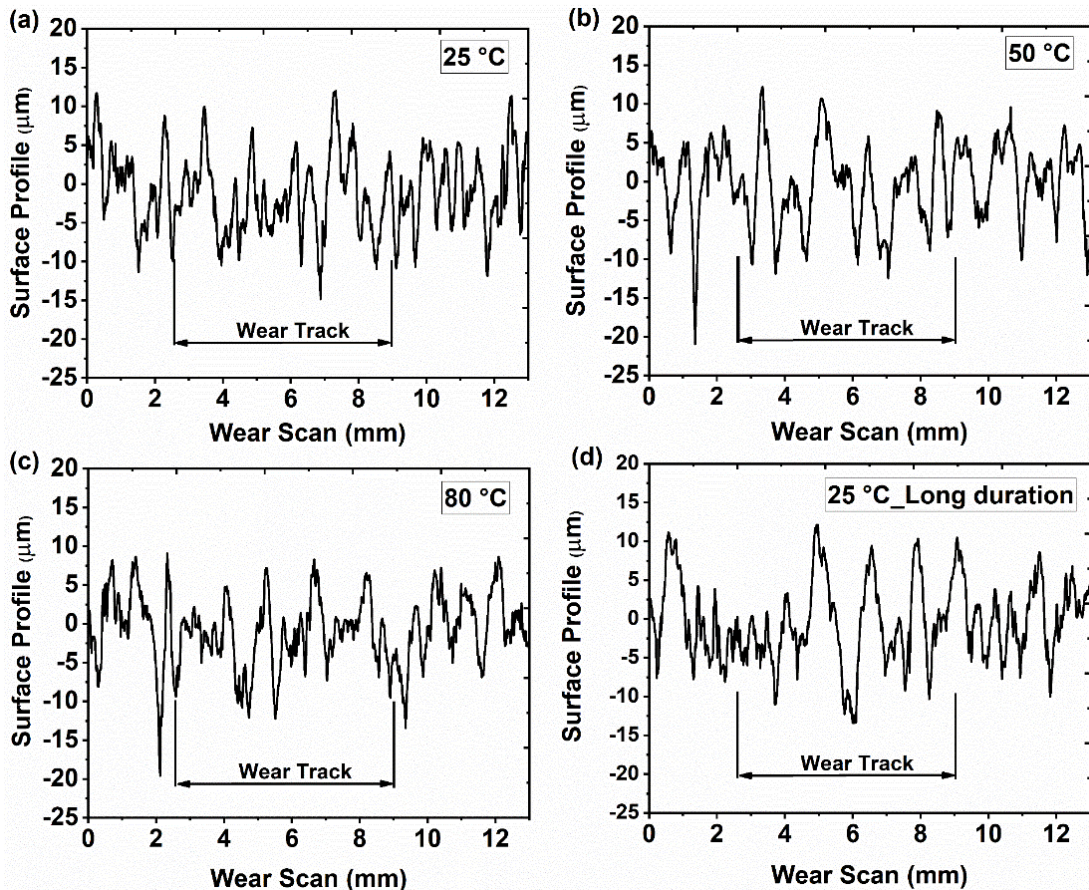 (a)
25 °C
20
15
10
5
0
-5
-10
-15
-20
-25
Surface Profile (μm)
Wear Track
0 2 4 6 8 10 12
Wear Scan (mm)
(b)
50 °C
20
15
10
5
0
-5
-10
-15
-20
-25
Surface Profile (μm)
Wear Track
0 2 4 6 8 10 12
Wear Scan (mm)
(c)
80 °C
20
15
10
5
0
-5
-10
-15
-20
-25
Surface Profile (μm)
Wear Track
0 2 4 6 8 10 12
Wear Scan (mm)
(d)
25 °C_Long duration
20
15
10
5
0
-5
-10
-15
-20
-25
Surface Profile (μm)
Wear Track
0 2 4 6 8 10 12
Wear Scan (mm)